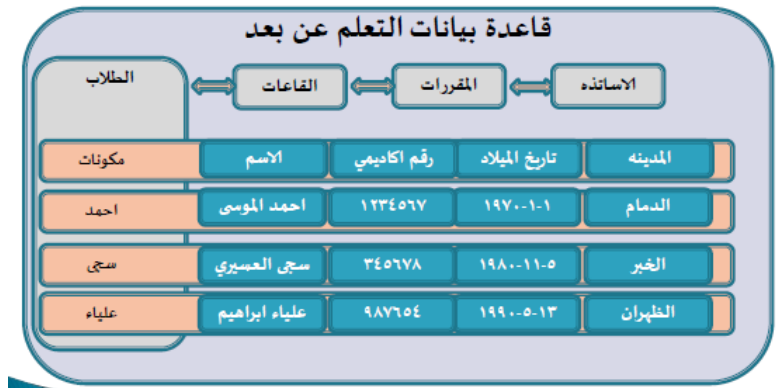 قاعدة بيانات التعلم عن بعد
الاساتذه المقررات القاعات الطلاب
المدينه تاريخ الميلاد رقم اكاديمي الاسم مكونات
الدمام ١-١-١٩٧٠ ١٢٣٤٥٦٧ احمد الموسى احمد
الخبر ٥-١١-١٩٨٠ ٣٤٥٦٧٨ سجى العسيري سجى
الظهران ١٣-٥-١٩٩٠ ٩٨٧٦٥٤ علياء ابراهيم علياء